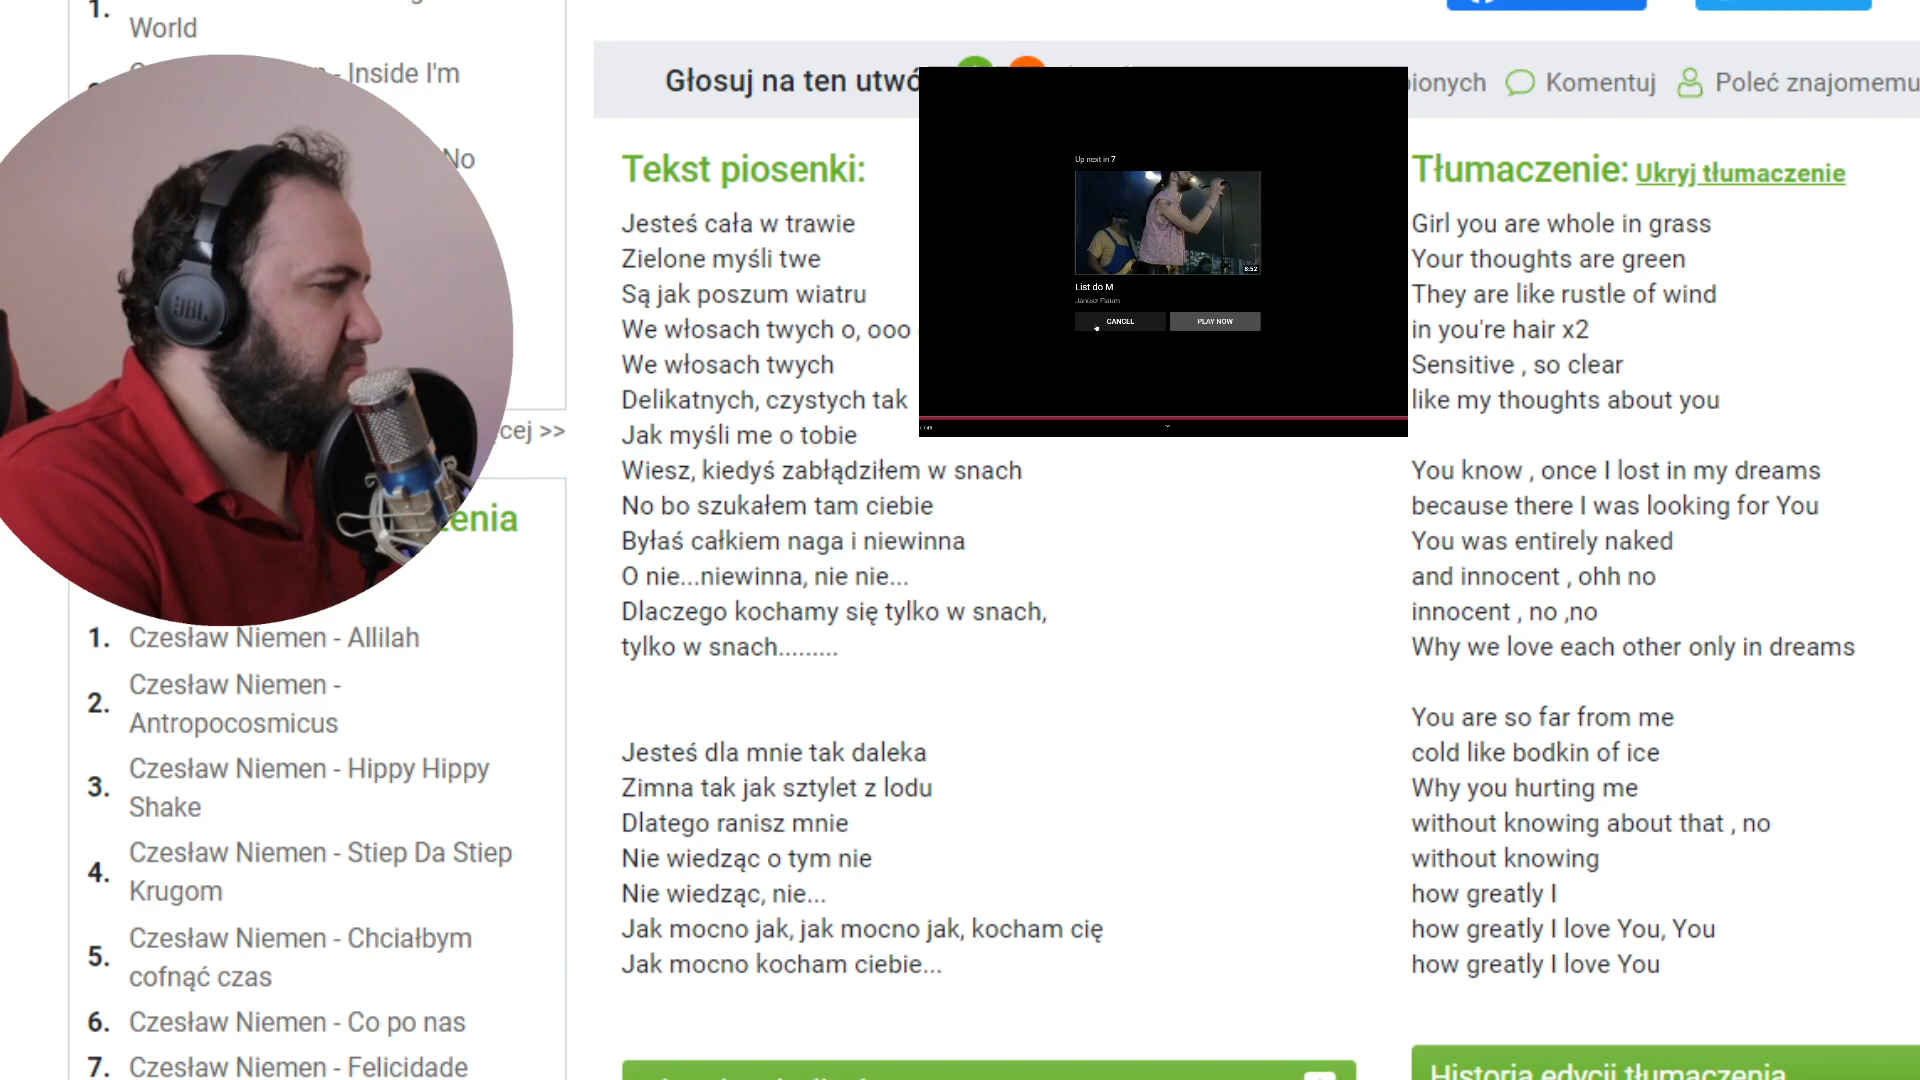 1.
World
- Inside I'm
No
cej >>
zenia
1. Czesław Niemen - Allilah
2. Czesław Niemen -
Antropocosmicus
3. Czesław Niemen - Hippy Hippy
Shake
4. Czesław Niemen - Stiep Da Stiep
Krugom
5. Czesław Niemen - Chciałbym
cofnąć czas
6. Czesław Niemen - Co po nas
7. Czesław Niemen - Felicidade
JBL
Głosuj na ten utwó
bionych
Komentuj
Poleć znajomemu
Tekst piosenki:
Jesteś cała w trawie
Zielone myśli twe
Są jak poszum wiatru
We włosach twych o, ooo
We włosach twych
Delikatnych, czystych tak
Jak myśli me o tobie
Wiesz, kiedyś zabłądziłem w snach
No bo szukałem tam ciebie
Byłaś całkiem naga i niewinna
O nie...niewinna, nie nie...
Dlaczego kochamy się tylko w snach,
tylko w snach.........
Jesteś dla mnie tak daleka
Zimna tak jak sztylet z lodu
Dlatego ranisz mnie
Nie wiedząc o tym nie
Nie wiedząc, nie...
Jak mocno jak, jak mocno jak, kocham cię
Jak mocno kocham ciebie...
Up next in 7
8:52
List do M
Janusz Flaum
CANCEL
PLAY NOW
Tłumaczenie: Ukryj tłumaczenie
Girl you are whole in grass
Your thoughts are green
They are like rustle of wind
in you're hair x2
Sensitive , so clear
like my thoughts about you
You know , once I lost in my dreams
because there I was looking for You
You was entirely naked
and innocent , ohh no
innocent , no ,no
Why we love each other only in dreams
You are so far from me
cold like bodkin of ice
Why you hurting me
without knowing about that , no
without knowing
how greatly I
how greatly I love You, You
how greatly I love You
Historia edycji tłumaczenia